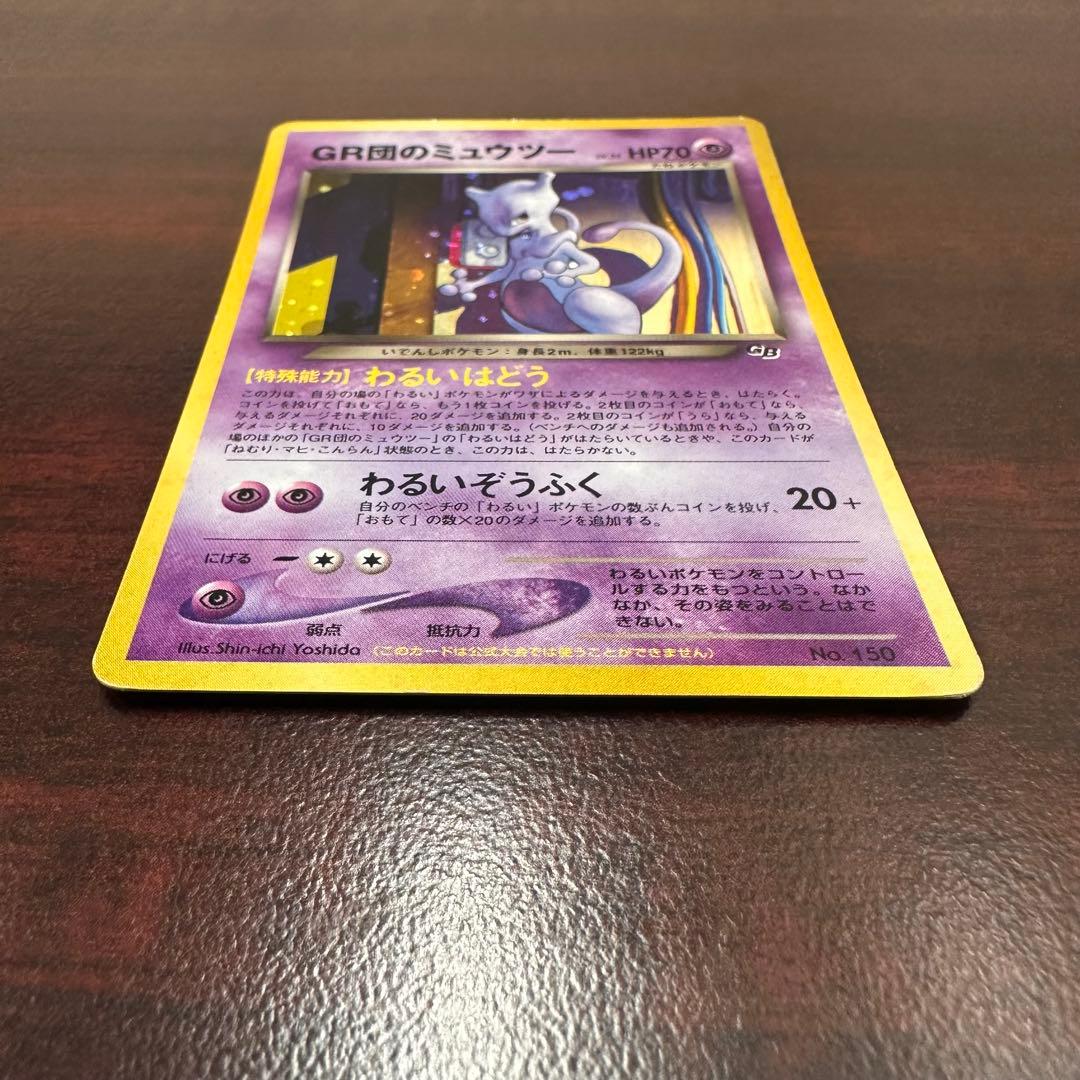 GR団のミュウツー HP70
いでんしポケモン：身長2m、体重122kg
GB
【特殊能力】わるいはどう
この力は、自分の場の「わるい」ポケモンがワザによるダメージを与えるとき、はたらく。
コインを投げて「おもて」なら、もう1枚コインを投げる。2枚目のコインが「おもて」なら、
与えるダメージそれぞれに、20ダメージを追加する。2枚目のコインが「うら」なら、与える
ダメージそれぞれに、10ダメージを追加する。（ベンチへのダメージも追加される。）自分の
場のほかの「GR団のミュウツー」の「わるいはどう」がはたらいているときや、このカードが
「ねむり・マヒ・こんらん」状態のとき、この力は、はたらかない。
わるいぞうふく 20+
自分のベンチの「わるい」ポケモンの数ぶんコインを投げ、
「おもて」の数×20のダメージを追加する。
にげる
弱点 抵抗力
わるいポケモンをコントロー
ルする力をもつという。なか
なか、その姿をみることはで
きない。
Illus.Shin-ichi Yoshida （このカードは公式大会では使うことができません） No. 150